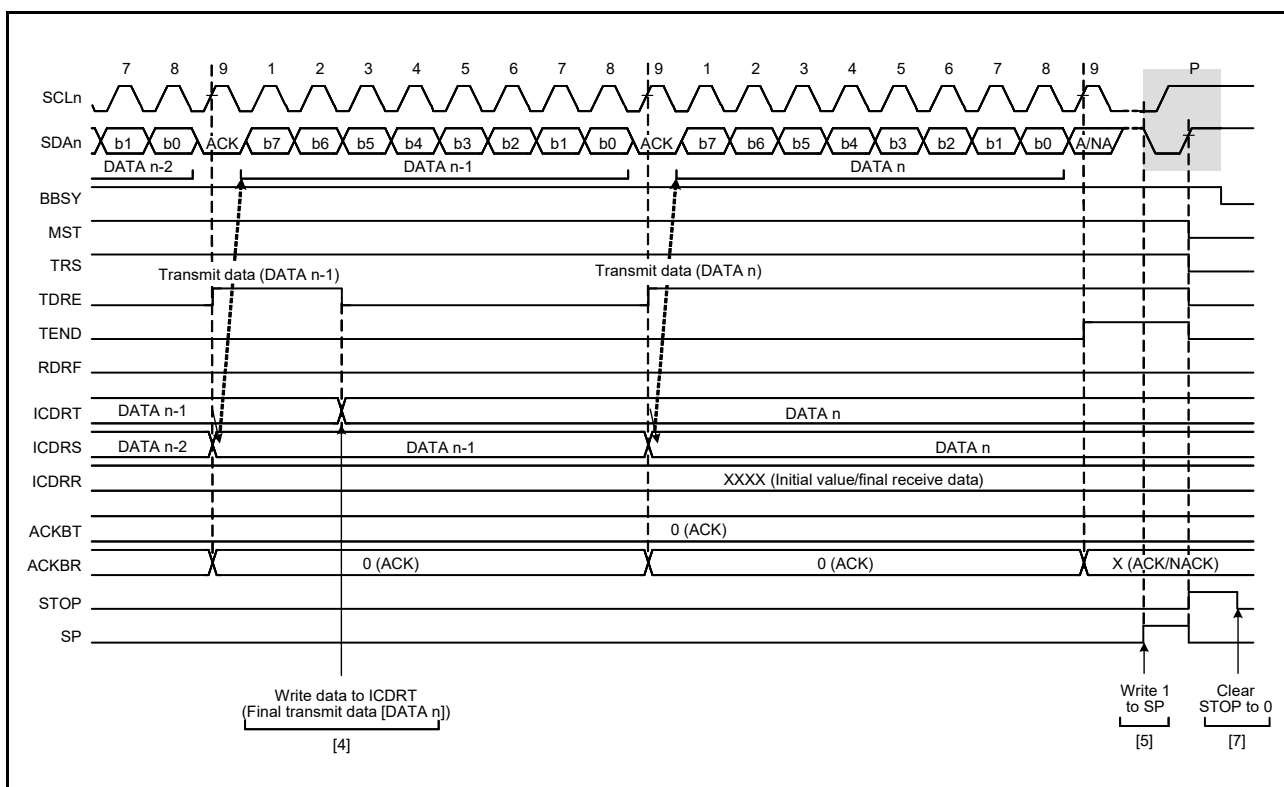 7 8 9 1 2 3 4 5 6 7 8 9 1 2 3 4 5 6 7 8 9 P
SCLn
SDAn b1 b0 ACK b7 b6 b5 b4 b3 b2 b1 b0 ACK b7 b6 b5 b4 b3 b2 b1 b0 A/NA
DATA n-2 DATA n-1 DATA n
BBSY
MST
TRS
Transmit data (DATA n-1) Transmit data (DATA n)
TDRE
TEND
RDRF
ICDRT DATA n-1 DATA n
ICDRS DATA n-2 DATA n-1 DATA n
ICDRR XXXX (Initial value/final receive data)
ACKBT 0 (ACK)
ACKBR 0 (ACK) 0 (ACK) X (ACK/NACK)
STOP
SP
Write data to ICDRT
(Final transmit data [DATA n])
[4]
Write 1
to SP
[5]
Clear
STOP to 0
[7]